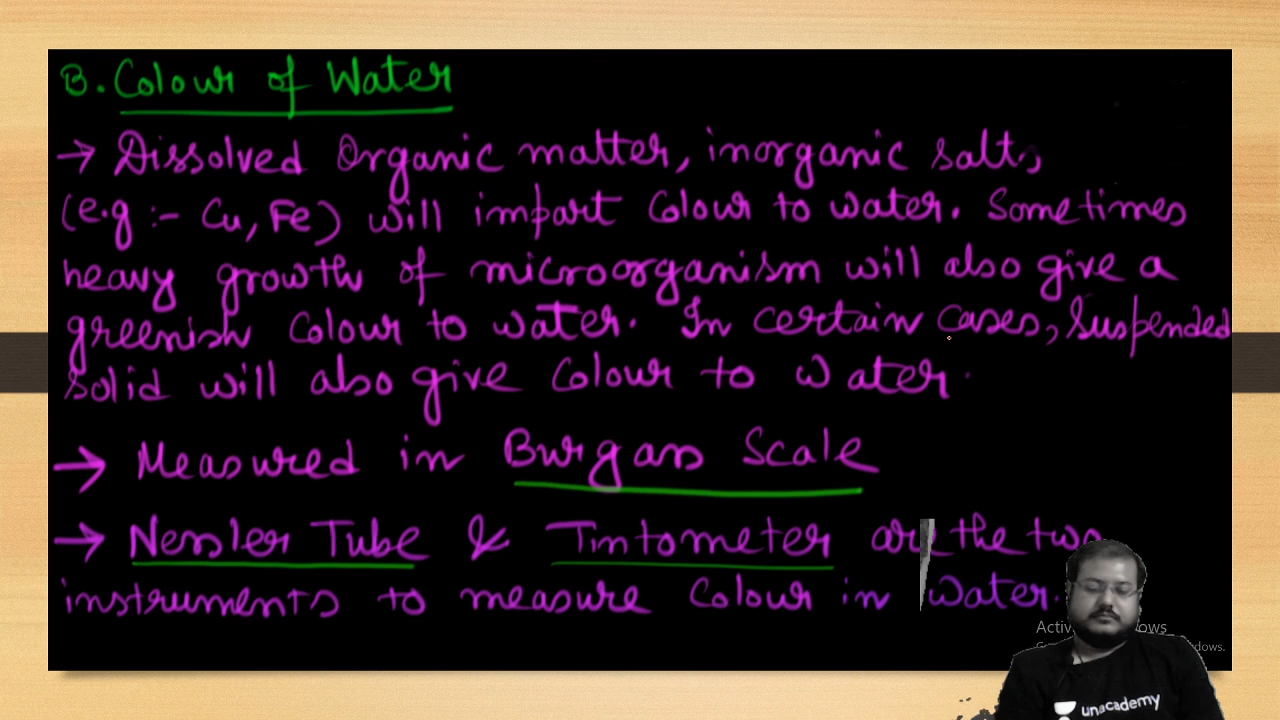 B. Colour of Water
→ Dissolved Organic matter, inorganic salts
(e.g :- Cu, Fe) will impart Colour to water. Sometimes
heavy growth of microorganism will also give a
greenish Colour to water. In certain cases, Suspended
solid will also give Colour to water.
→ Measured in Burgans Scale
→ Nessler Tube & Tintometer are the two
instruments to measure Colour in water.
unacademy